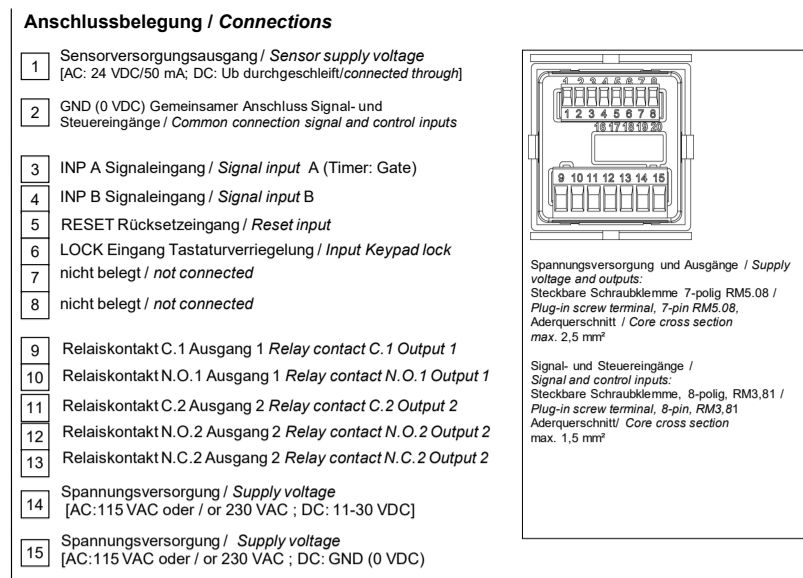 Anschlussbelegung / Connections
1 Sensorversorgungsausgang / Sensor supply voltage
[AC: 24 VDC/50 mA; DC: Ub durchgeschleift/connected through]
2 GND (0 VDC) Gemeinsamer Anschluss Signal- und
Steuereingänge / Common connection signal and control inputs
3 INP A Signaleingang / Signal input A (Timer: Gate)
4 INP B Signaleingang / Signal input B
5 RESET Rücksetzeingang / Reset input
6 LOCK Eingang Tastaturverriegelung / Input Keypad lock
7 nicht belegt / not connected
8 nicht belegt / not connected
9 Relaiskontakt C.1 Ausgang 1 Relay contact C.1 Output 1
10 Relaiskontakt N.O.1 Ausgang 1 Relay contact N.O.1 Output 1
11 Relaiskontakt C.2 Ausgang 2 Relay contact C.2 Output 2
12 Relaiskontakt N.O.2 Ausgang 2 Relay contact N.O.2 Output 2
13 Relaiskontakt N.C.2 Ausgang 2 Relay contact N.C.2 Output 2
14 Spannungsversorgung / Supply voltage
[AC:115 VAC oder / or 230 VAC ; DC: 11-30 VDC]
15 Spannungsversorgung / Supply voltage
[AC:115 VAC oder / or 230 VAC ; DC: GND (0 VDC)
1 2 3 4 5 6 7 8
1 2 3 4 5 6 7 8
16 17 18 19 20
9 10 11 12 13 14 15
Spannungsversorgung und Ausgänge / Supply
voltage and outputs:
Steckbare Schraubklemme 7-polig RM5.08 /
Plug-in screw terminal, 7-pin RM5.08,
Aderquerschnitt / Core cross section
max. 2,5 mm²
Signal- und Steuereingänge /
Signal and control inputs:
Steckbare Schraubklemme, 8-polig, RM3,81 /
Plug-in screw terminal, 8-pin, RM3,81
Aderquerschnitt/ Core cross section
max. 1,5 mm²